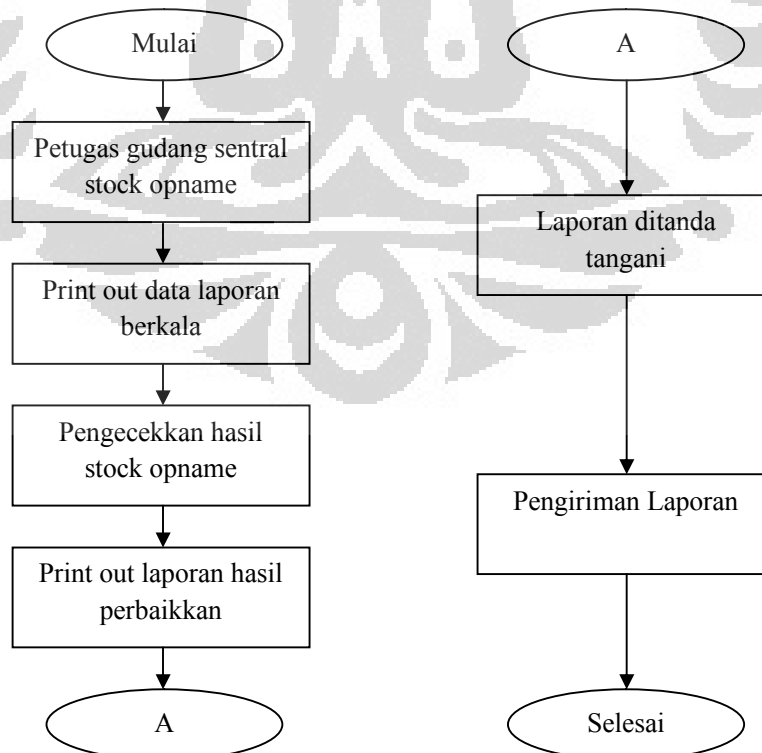 Mulai
Petugas gudang sentral
stock opname
Print out data laporan
berkala
Pengecekkan hasil
stock opname
Print out laporan hasil
perbaikkan
A
A
Laporan ditanda
tangani
Pengiriman Laporan
Selesai